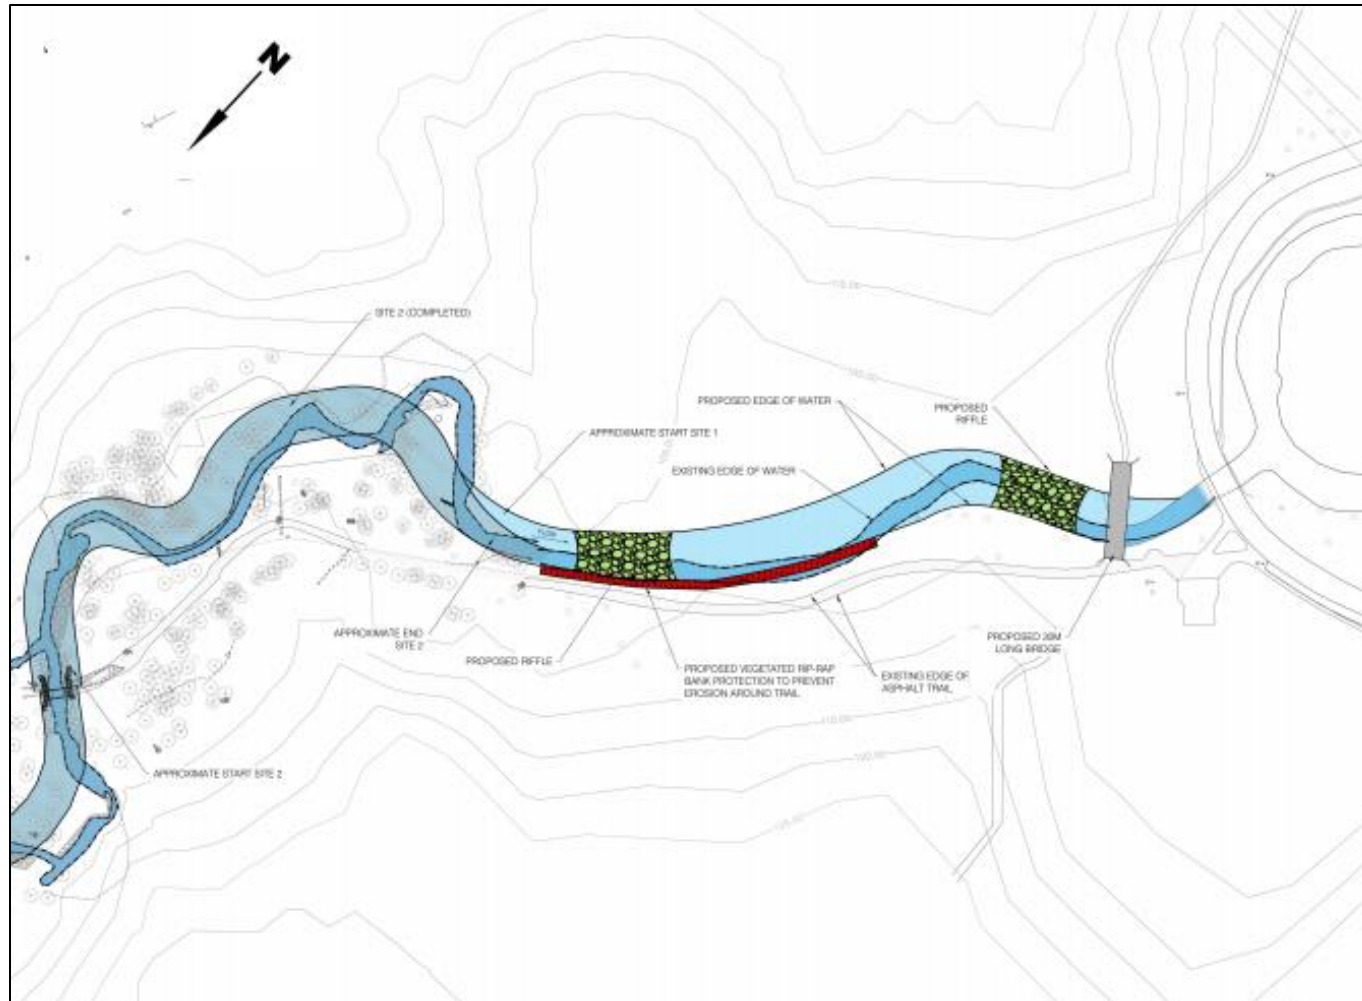 N
SITE 2 (COMPLETED)
PROPOSED EDGE OF WATER
PROPOSED
RIFFLE
APPROXIMATE START SITE 1
EXISTING EDGE OF WATER
APPROXIMATE END
SITE 2
PROPOSED RIFFLE
PROPOSED VEGETATED RIP-RAP
BANK PROTECTION TO PREVENT
EROSION AROUND TRAIL
EXISTING EDGE OF
ASPHALT TRAIL
PROPOSED 30M
LONG BRIDGE
APPROXIMATE START SITE 2